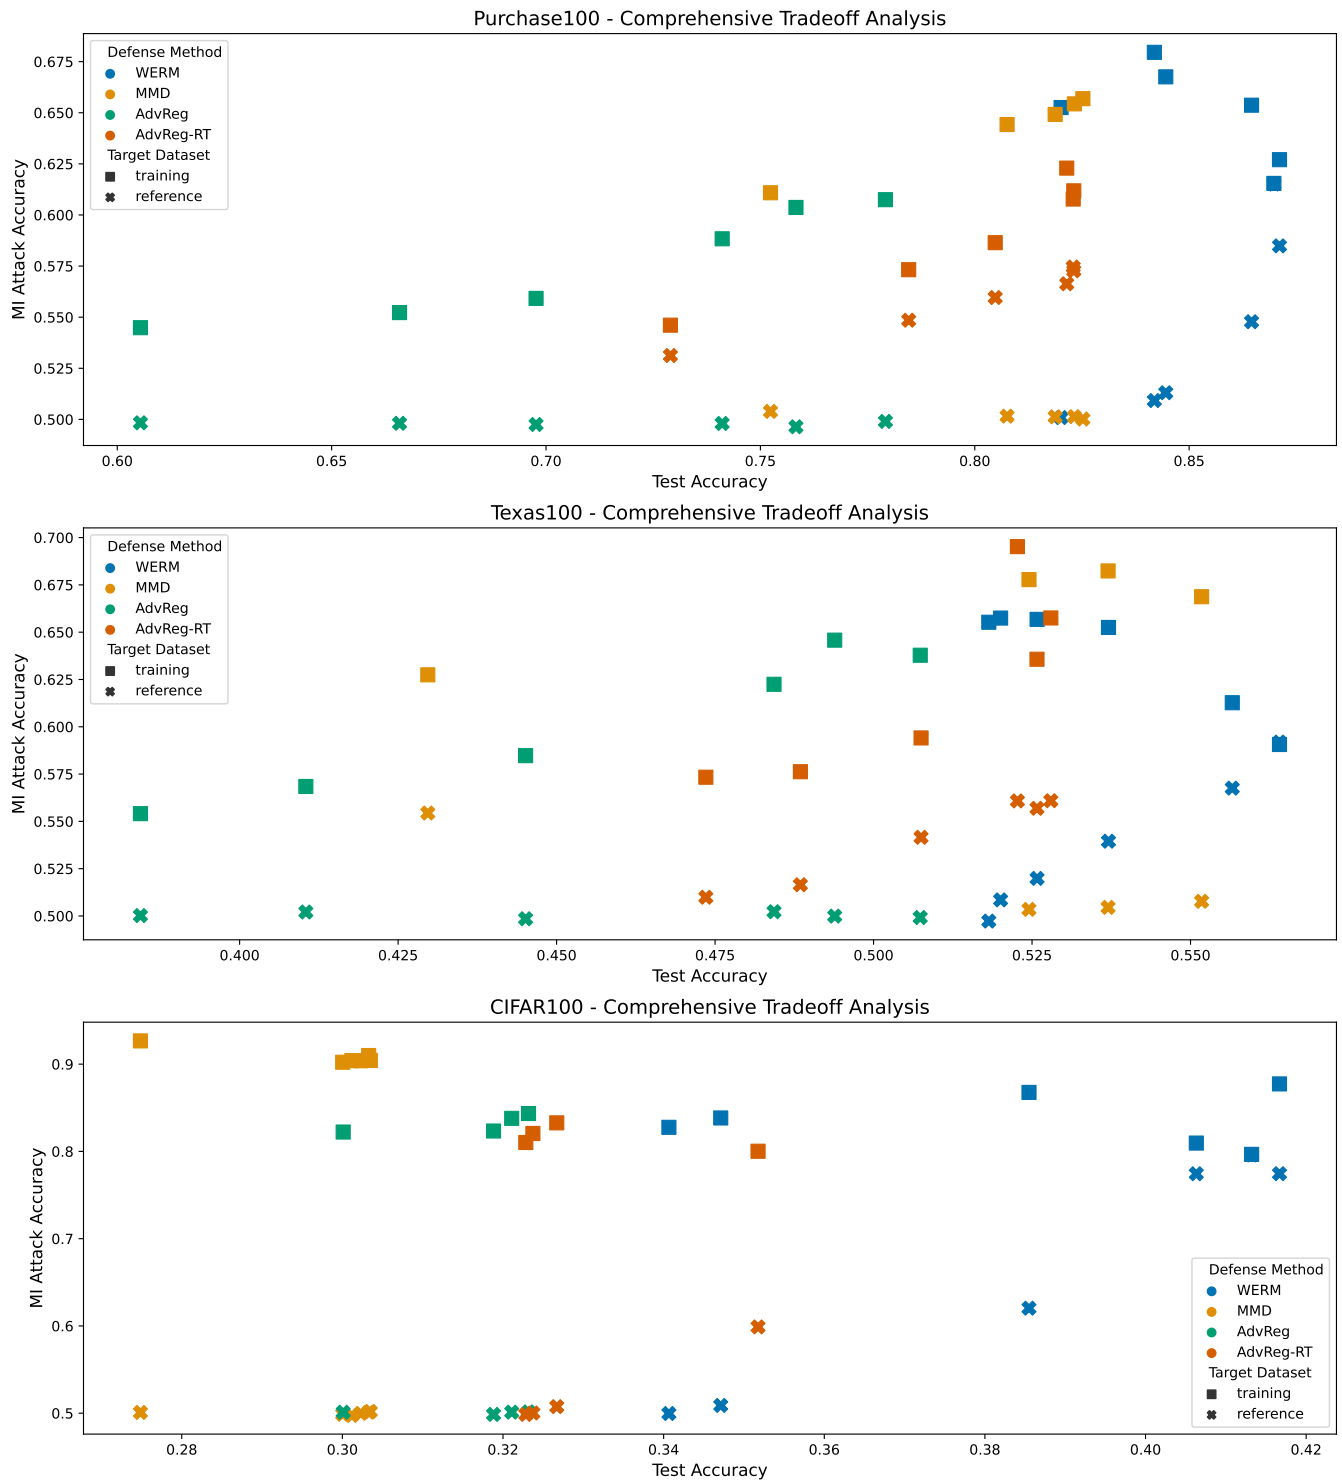 Purchase100 - Comprehensive Tradeoff Analysis
MI Attack Accuracy
0.675
0.650
0.625
0.600
0.575
0.550
0.525
0.500
Defense Method
WERM
MMD
AdvReg
AdvReg-RT
Target Dataset
training
reference
0.60 0.65 0.70 0.75 0.80 0.85
Test Accuracy
Texas100 - Comprehensive Tradeoff Analysis
MI Attack Accuracy
0.700
0.675
0.650
0.625
0.600
0.575
0.550
0.525
0.500
Defense Method
WERM
MMD
AdvReg
AdvReg-RT
Target Dataset
training
reference
0.400 0.425 0.450 0.475 0.500 0.525 0.550
Test Accuracy
CIFAR100 - Comprehensive Tradeoff Analysis
MI Attack Accuracy
0.9
0.8
0.7
0.6
0.5
Defense Method
WERM
MMD
AdvReg
AdvReg-RT
Target Dataset
training
reference
0.28 0.30 0.32 0.34 0.36 0.38 0.40 0.42
Test Accuracy